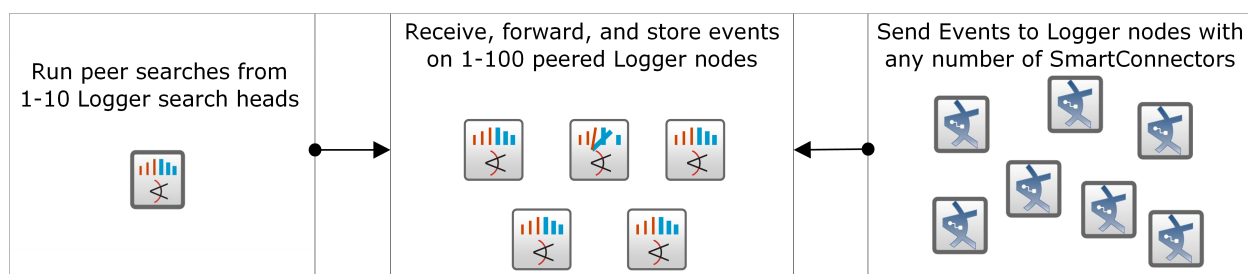 Run peer searches from
1-10 Logger search heads
Receive, forward, and store events
on 1-100 peered Logger nodes
Send Events to Logger nodes with
any number of SmartConnectors